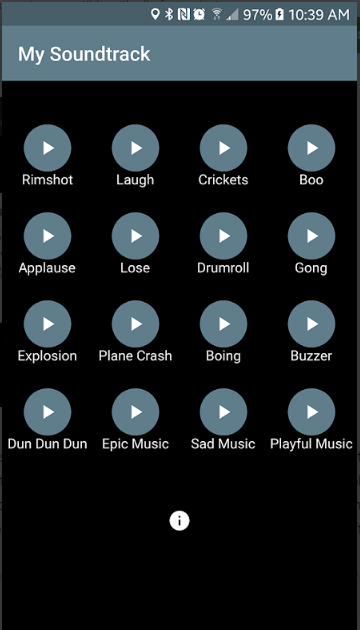 97% 10:39 AM
My Soundtrack
Rimshot Laugh Crickets Boo
Applause Lose Drumroll Gong
Explosion Plane Crash Boing Buzzer
Dun Dun Dun Epic Music Sad Music Playful Music